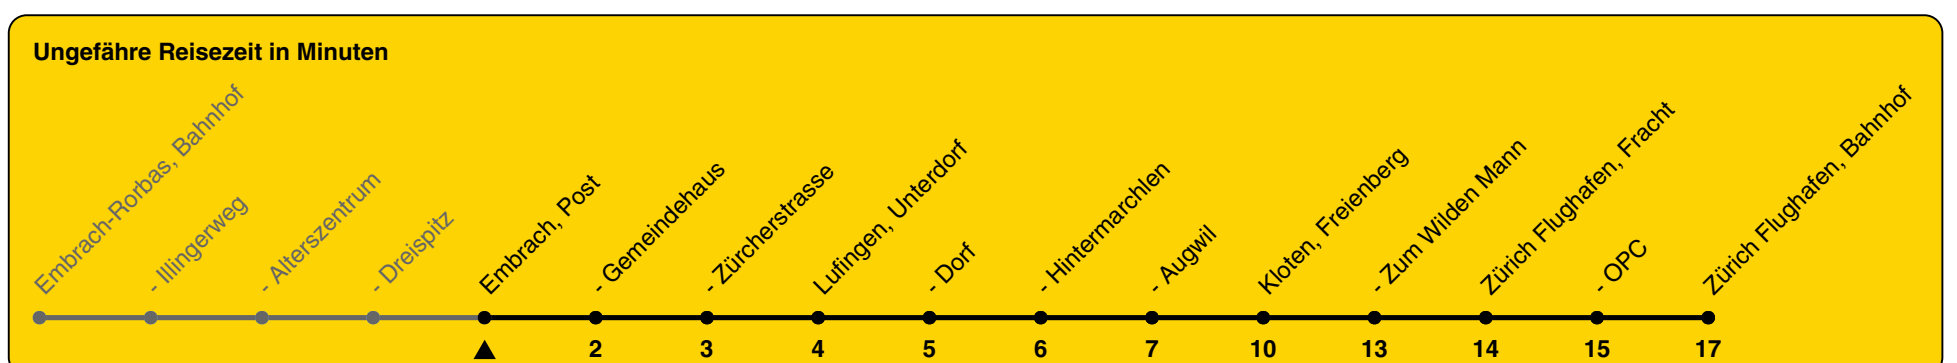 Ungefähre Reisezeit in Minuten
Embrach-Rorbas, Bahnhof
- Illingerweg
- Alterszentrum
- Dreispitz
Embrach, Post
- Gemeindehaus
- Zürcherstrasse
Lufingen, Unterdorf
- Dorf
- Hintermarchlen
- Augwil
Kloten, Freienberg
- Zum Wilden Mann
Zürich Flughafen, Fracht
- OPC
Zürich Flughafen, Bahnhof
2 3 4 5 6 7 10 13 14 15 17